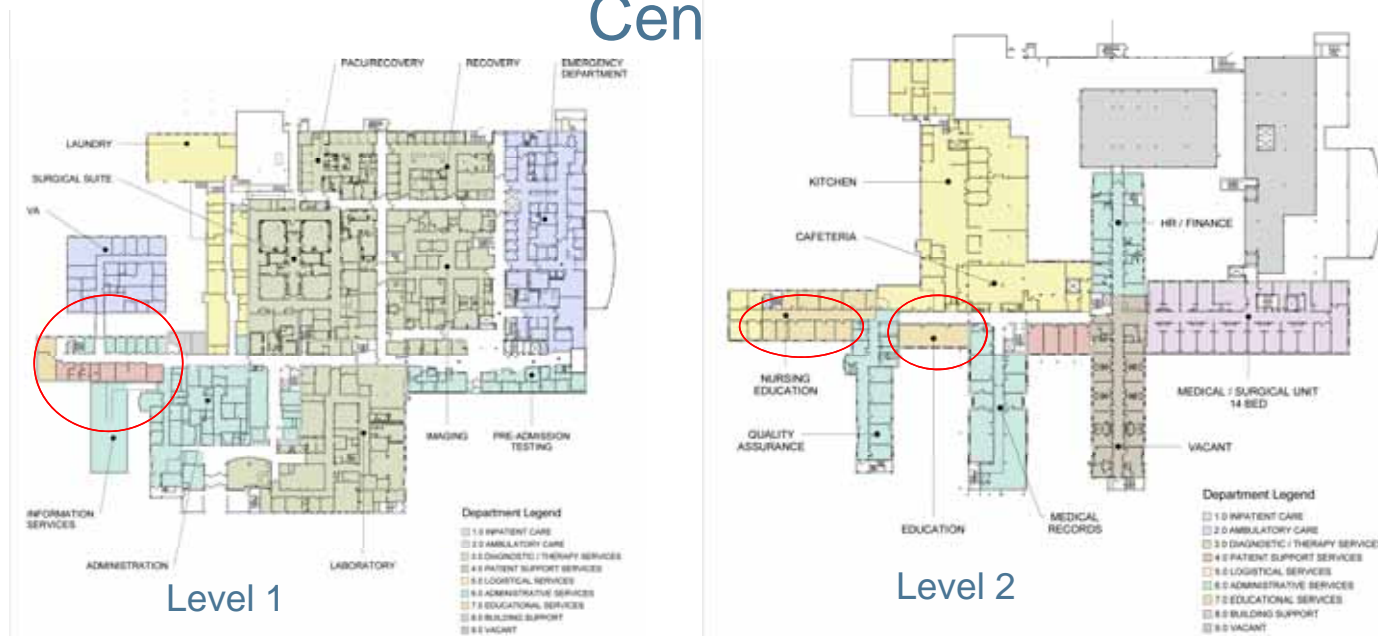 Cen
PACU/RECOVERY
RECOVERY
EMERGENCY
DEPARTMENT
LAUNDRY
SURGICAL SUITE
VA
INFORMATION
SERVICES
ADMINISTRATION
LABORATORY
IMAGING
PRE-ADMISSION
TESTING
Department Legend
1.0 INPATIENT CARE
2.0 AMBULATORY CARE
3.0 DIAGNOSTIC / THERAPY SERVICES
4.0 PATIENT SUPPORT SERVICES
5.0 LOGISTICAL SERVICES
6.0 ADMINISTRATIVE SERVICES
7.0 EDUCATIONAL SERVICES
8.0 BUILDING SUPPORT
9.0 VACANT
Level 1
KITCHEN
CAFETERIA
HR / FINANCE
NURSING
EDUCATION
QUALITY
ASSURANCE
EDUCATION
MEDICAL
RECORDS
MEDICAL / SURGICAL UNIT
14 BED
VACANT
Department Legend
1.0 INPATIENT CARE
2.0 AMBULATORY CARE
3.0 DIAGNOSTIC / THERAPY SERVICES
4.0 PATIENT SUPPORT SERVICES
5.0 LOGISTICAL SERVICES
6.0 ADMINISTRATIVE SERVICES
7.0 EDUCATIONAL SERVICES
8.0 BUILDING SUPPORT
9.0 VACANT
Level 2